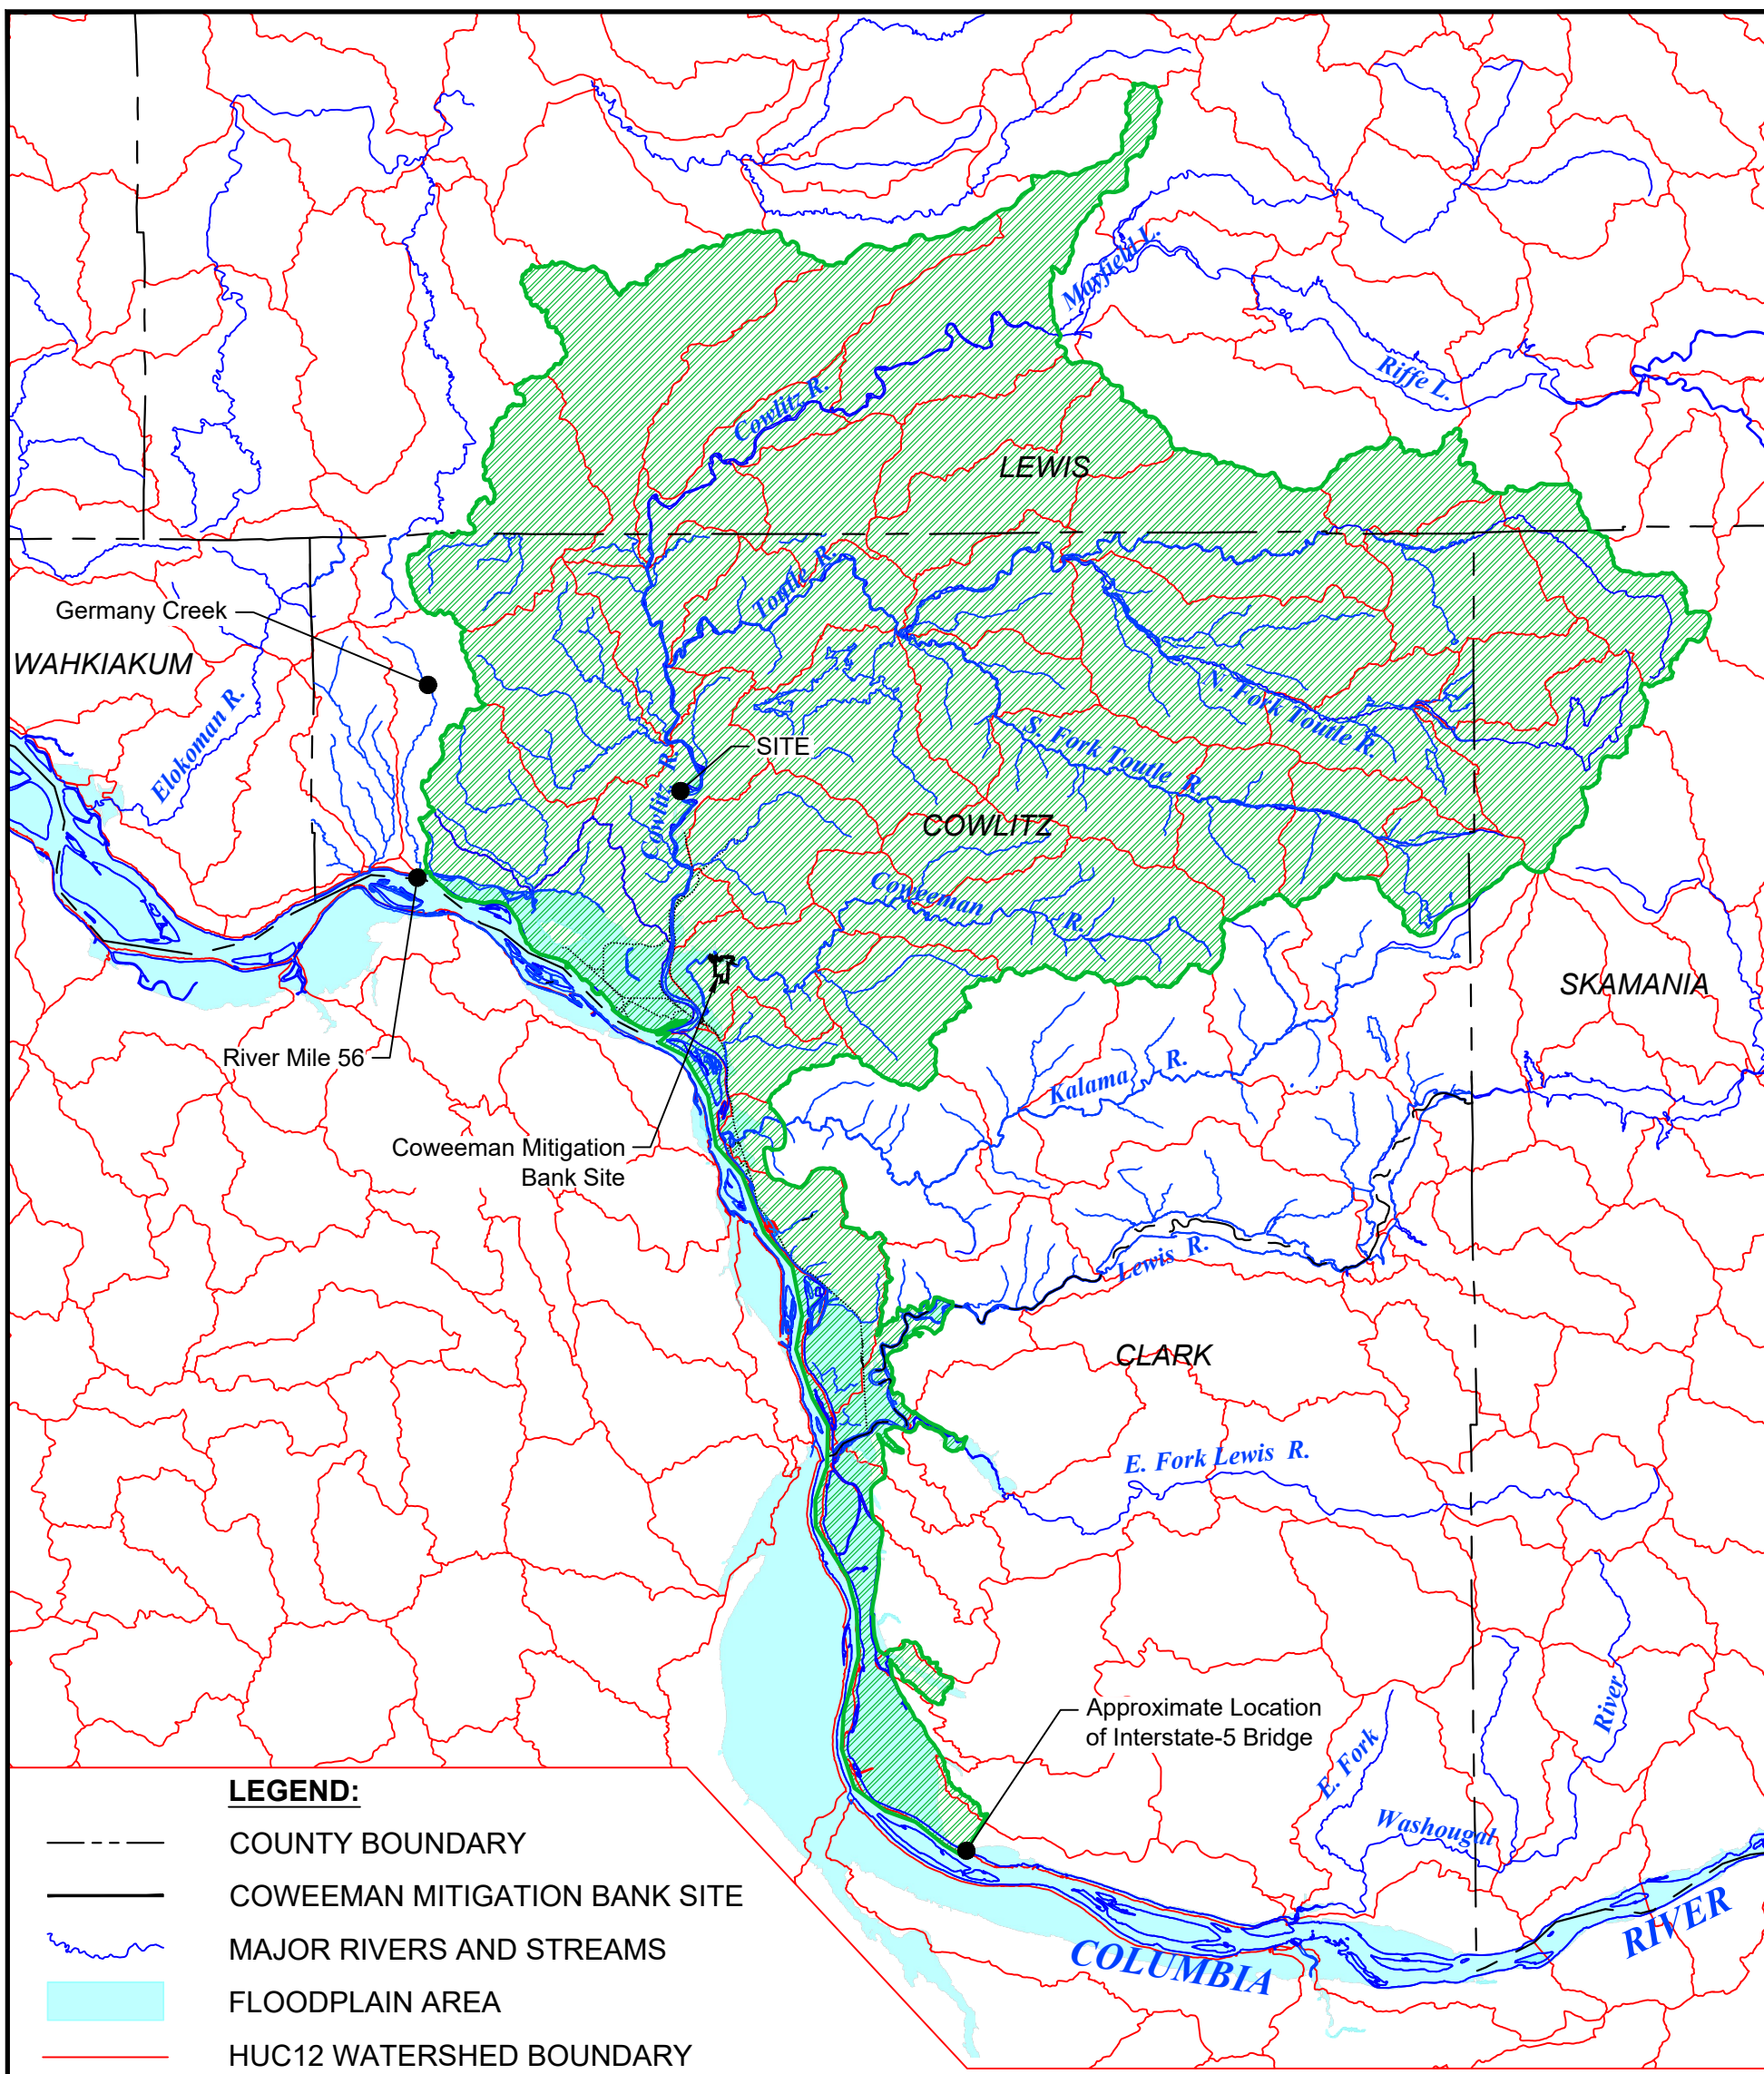 Mayfield L.
Riffe L.
Cowlitz R.
LEWIS
Toutle R.
Germany Creek
WAHKIAKUM
Elokoman R.
N. Fork Toutle R.
S. Fork Toutle R.
SITE
Cowlitz R.
COWLITZ
Coweeman R.
SKAMANIA
River Mile 56
Kalama R.
Coweeman Mitigation
Bank Site
Lewis R.
CLARK
E. Fork Lewis R.
Approximate Location
of Interstate-5 Bridge
E. Fork
Washougal
River
COLUMBIA
RIVER
LEGEND:
COUNTY BOUNDARY
COWEEMAN MITIGATION BANK SITE
MAJOR RIVERS AND STREAMS
FLOODPLAIN AREA
HUC12 WATERSHED BOUNDARY